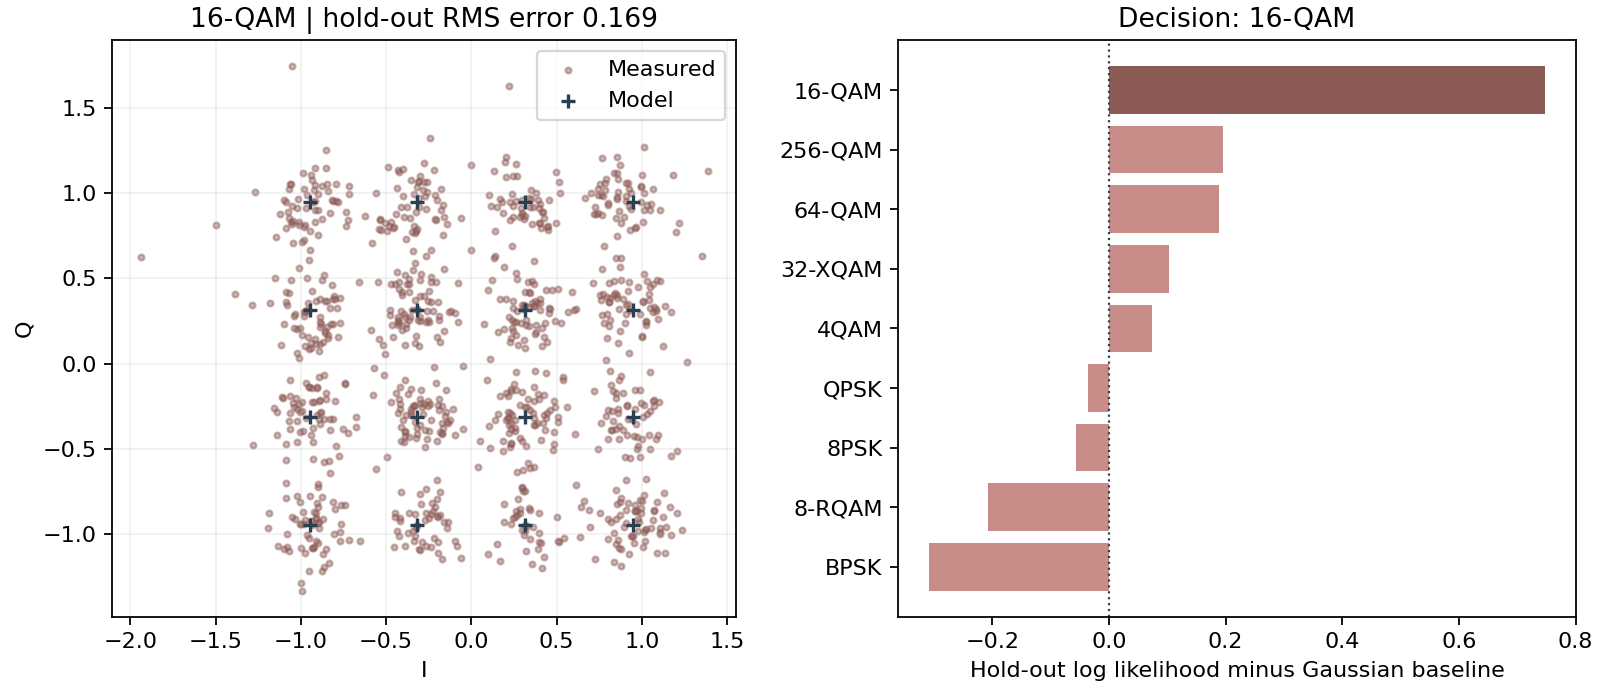 16-QAM | hold-out RMS error 0.169
Measured
Model
1.5
1.0
0.5
0.0
−0.5
−1.0
Q
−2.0 −1.5 −1.0 −0.5 0.0 0.5 1.0 1.5
I
Decision: 16-QAM
16-QAM
256-QAM
64-QAM
32-XQAM
4QAM
QPSK
8PSK
8-RQAM
BPSK
−0.2 0.0 0.2 0.4 0.6 0.8
Hold-out log likelihood minus Gaussian baseline